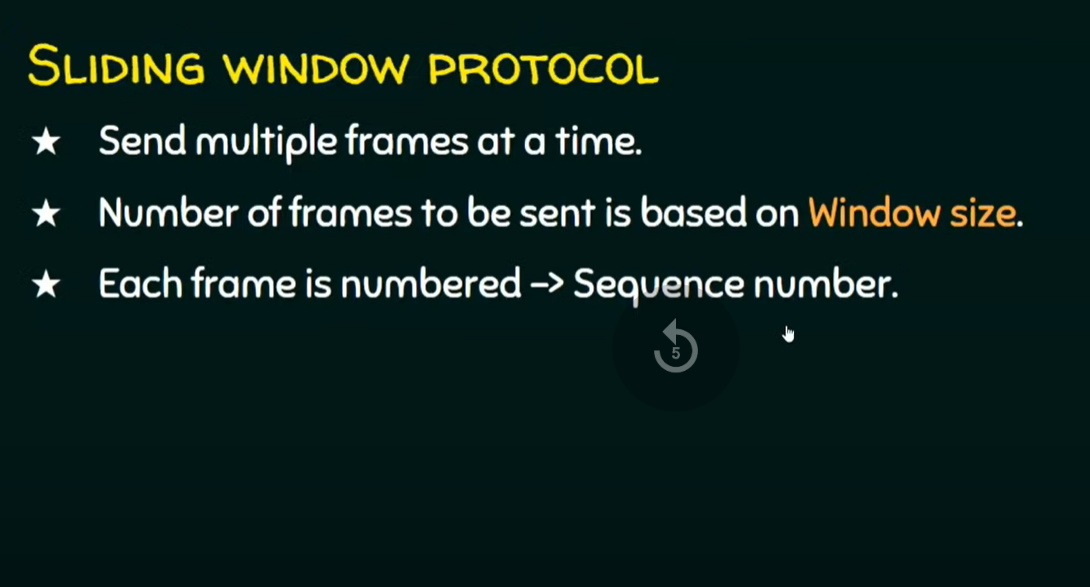 SLIDING WINDOW PROTOCOL
★ Send multiple frames at a time.
★ Number of frames to be sent is based on Window size.
★ Each frame is numbered -> Sequence number.
5